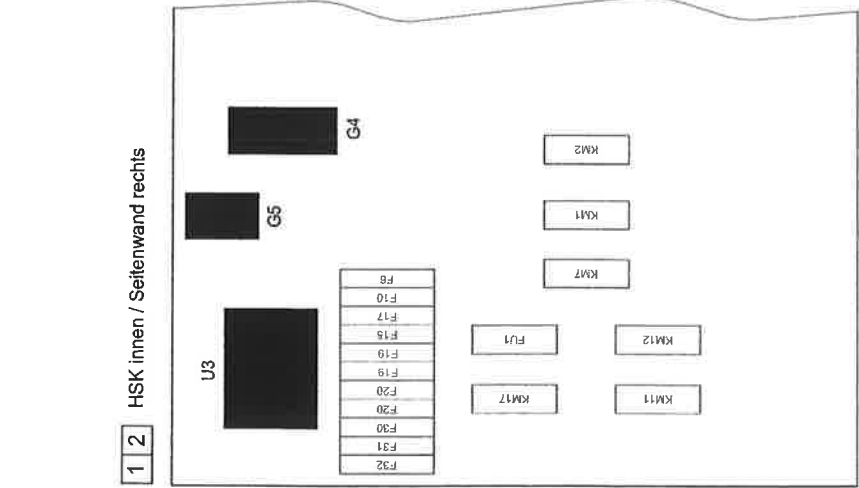 1 2 HSK innen / Seitenwand rechts
G4
G5
U3
KM2
KM1
KM7
F6
F10
F17
F15
F19
F19
F20
F20
F30
F31
F32
FU1
KM12
KM17
KM11